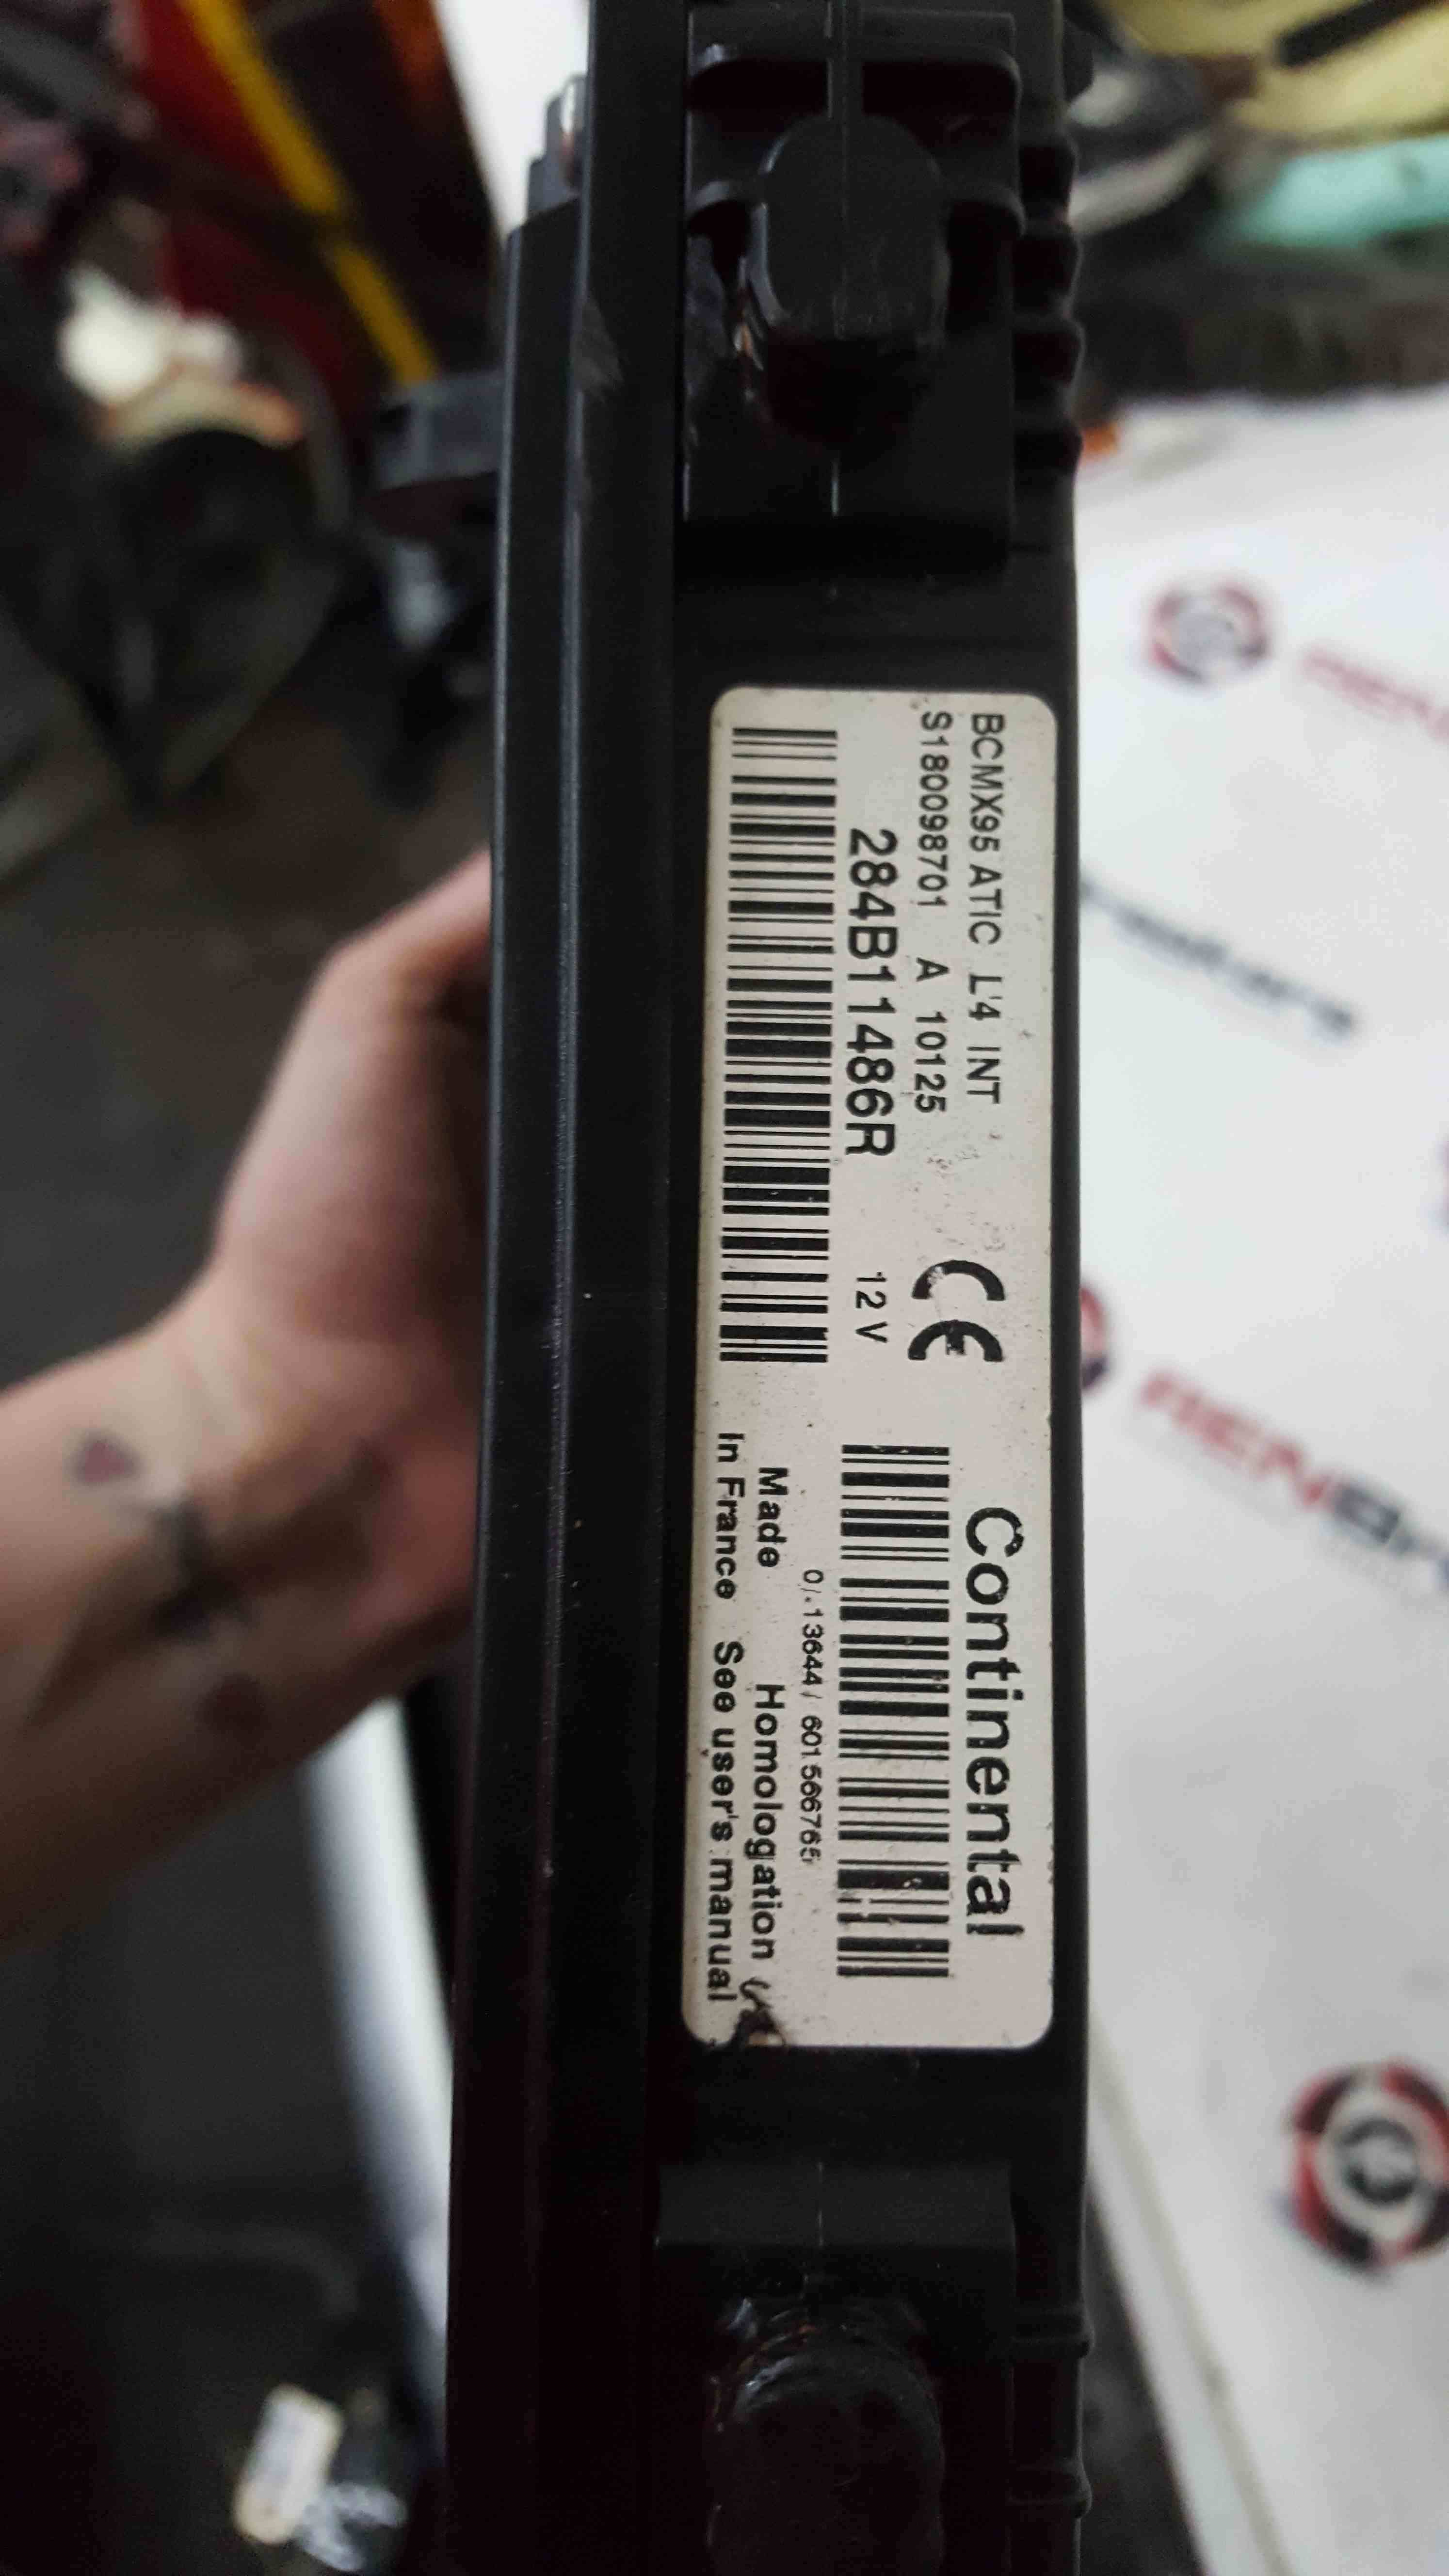 BCMX95 ATIC L'4 INT
S180098701 A 10125
284B11486R
12 V
CE
Continental
Made
In France
Homologation
See user's manual